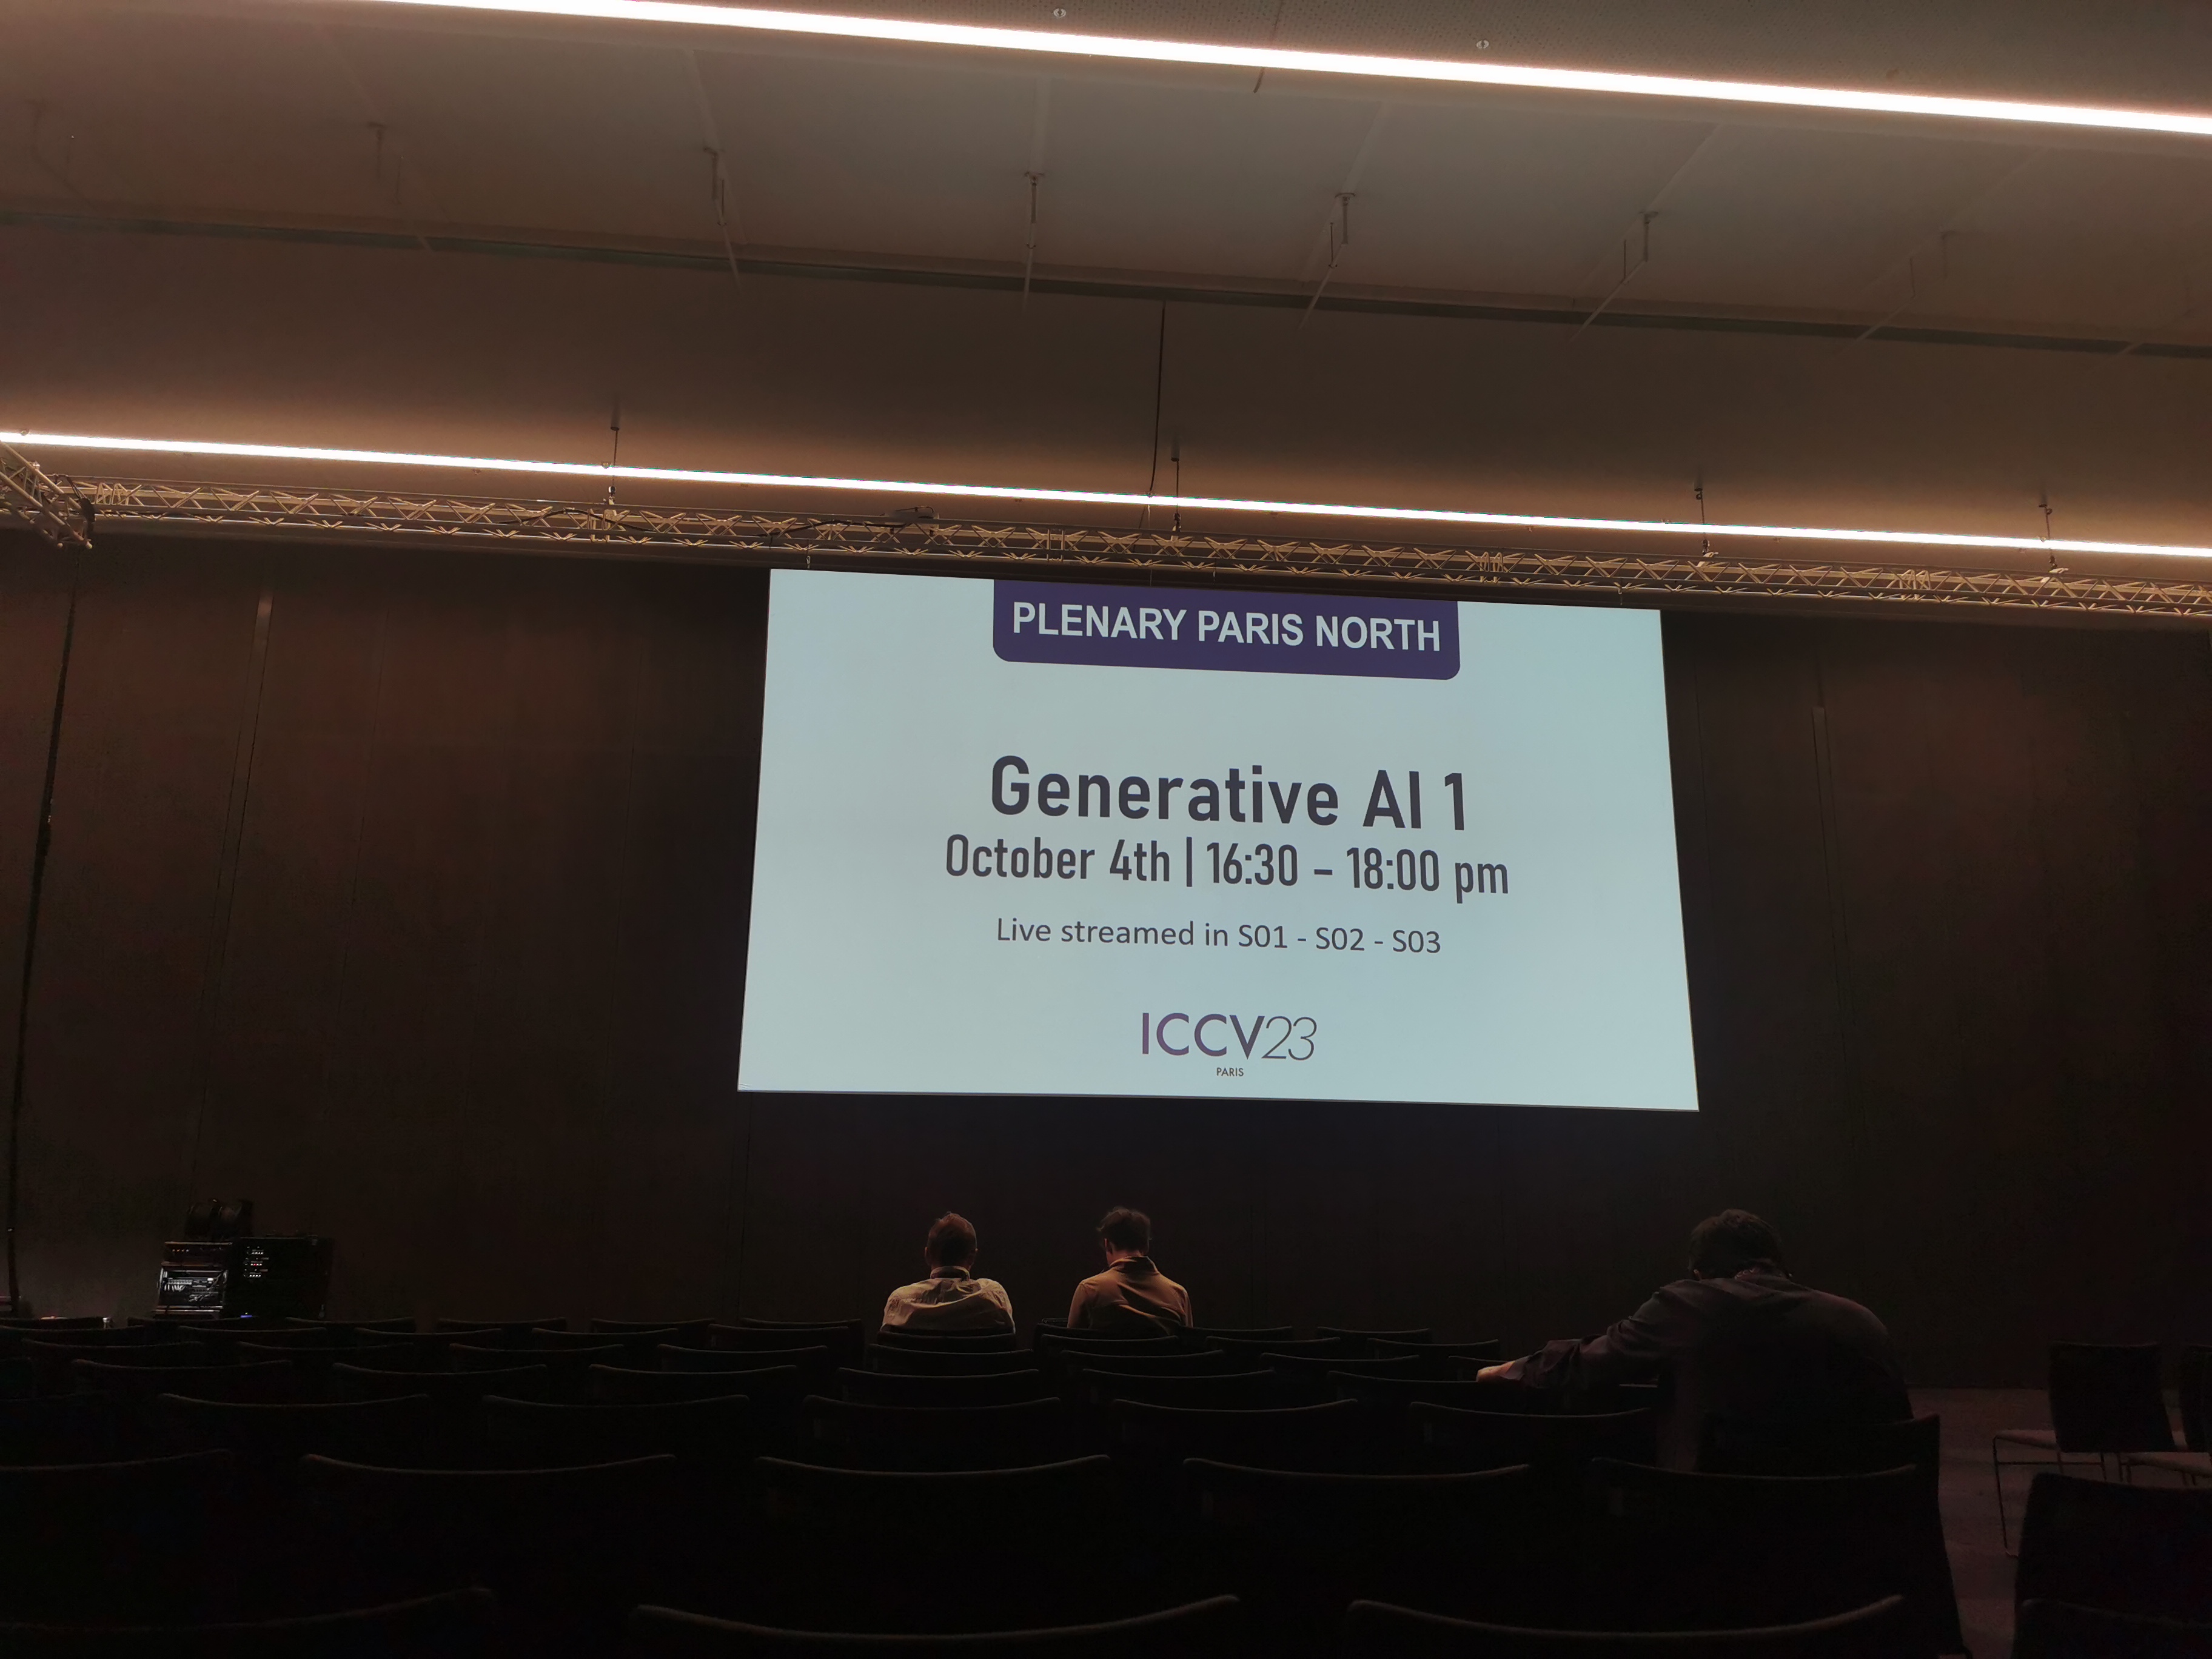 PLENARY PARIS NORTH
Generative AI 1
October 4th | 16:30 – 18:00 pm
Live streamed in S01 - S02 - S03
ICCV23
PARIS